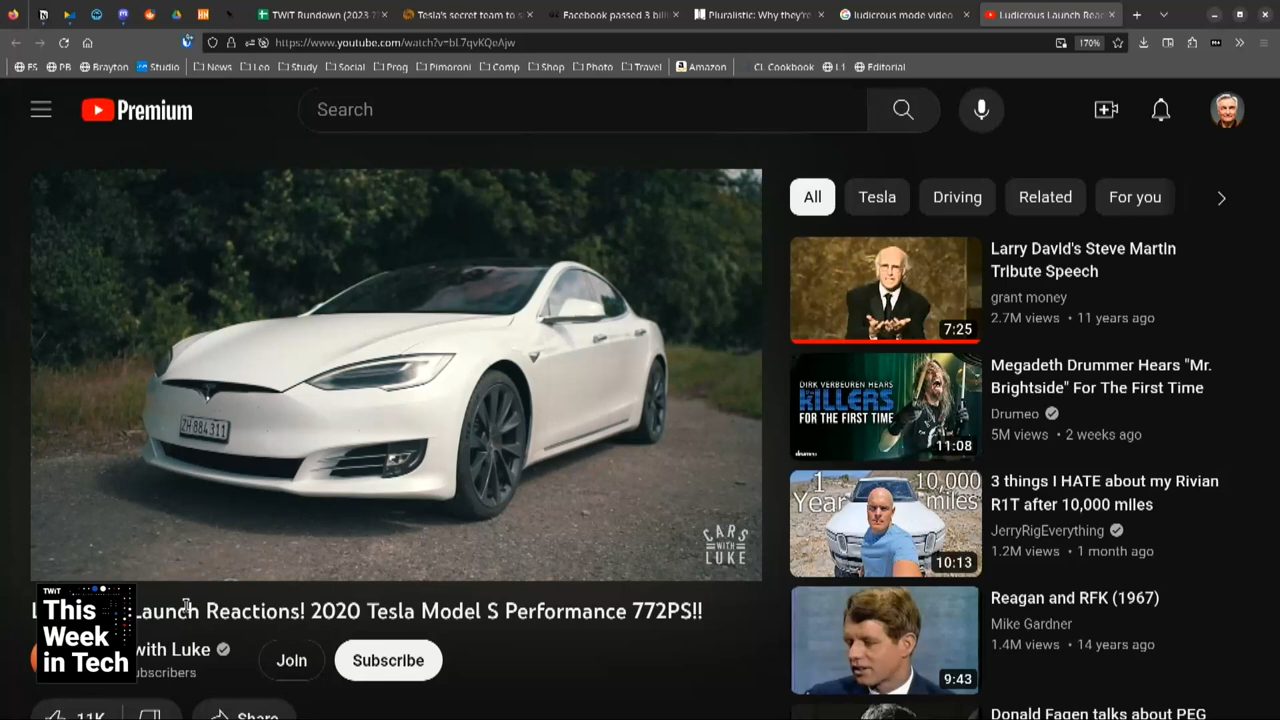 TWiT Rundown (2023 ??
Tesla's secret team to s
Facebook passed 3 bill
Pluralistic: Why they're
ludicrous mode video
Ludicrous Launch Reac
https://www.youtube.com/watch?v=bL7qvKQeAjw
170%
FS PB Brayton Studio News Leo Study Social Prog Pimoroni Comp Shop Photo Travel Amazon CL Cookbook L1 Editorial
Premium
Search
All Tesla Driving Related For you
ZH 884311
CARS
WITH
LUKE
Larry David's Steve Martin
Tribute Speech
grant money
2.7M views • 11 years ago
7:25
DIRK VERBEUREN HEARS
THE KILLERS
FOR THE FIRST TIME
drumeo
11:08
Megadeth Drummer Hears "Mr.
Brightside" For The First Time
Drumeo
5M views • 2 weeks ago
1 Year
10,000
miles
10:13
3 things I HATE about my Rivian
R1T after 10,000 miles
JerryRigEverything
1.2M views • 1 month ago
9:43
Reagan and RFK (1967)
Mike Gardner
1.4M views • 14 years ago
Donald Fagen talks about PEG
Launch Reactions! 2020 Tesla Model S Performance 772PS!!
with Luke
Join
Subscribe
11K
Share
TWiT
This
Week
in Tech